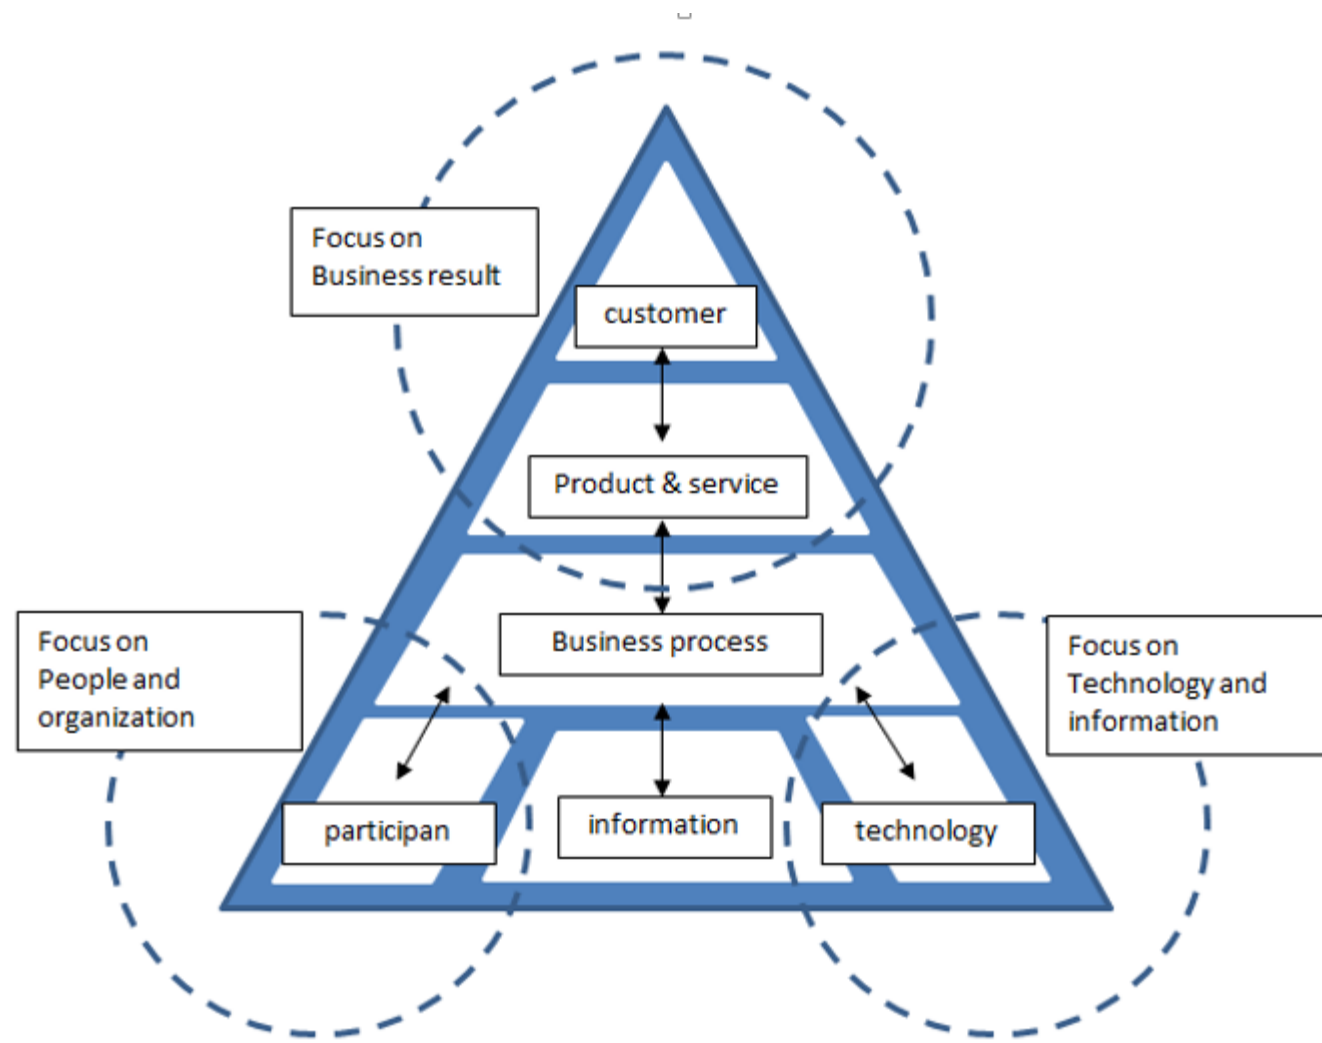 Focus on
Business result
customer
Product & service
Business process
Focus on
People and
organization
Focus on
Technology and
information
participan
information
technology